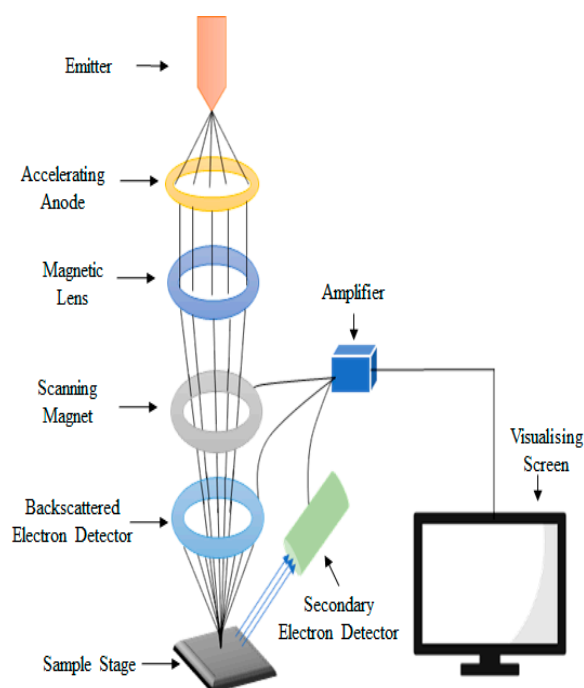 Emitter
Accelerating
Anode
Magnetic
Lens
Amplifier
Scanning
Magnet
Visualising
Screen
Backscattered
Electron Detector
Secondary
Electron Detector
Sample Stage